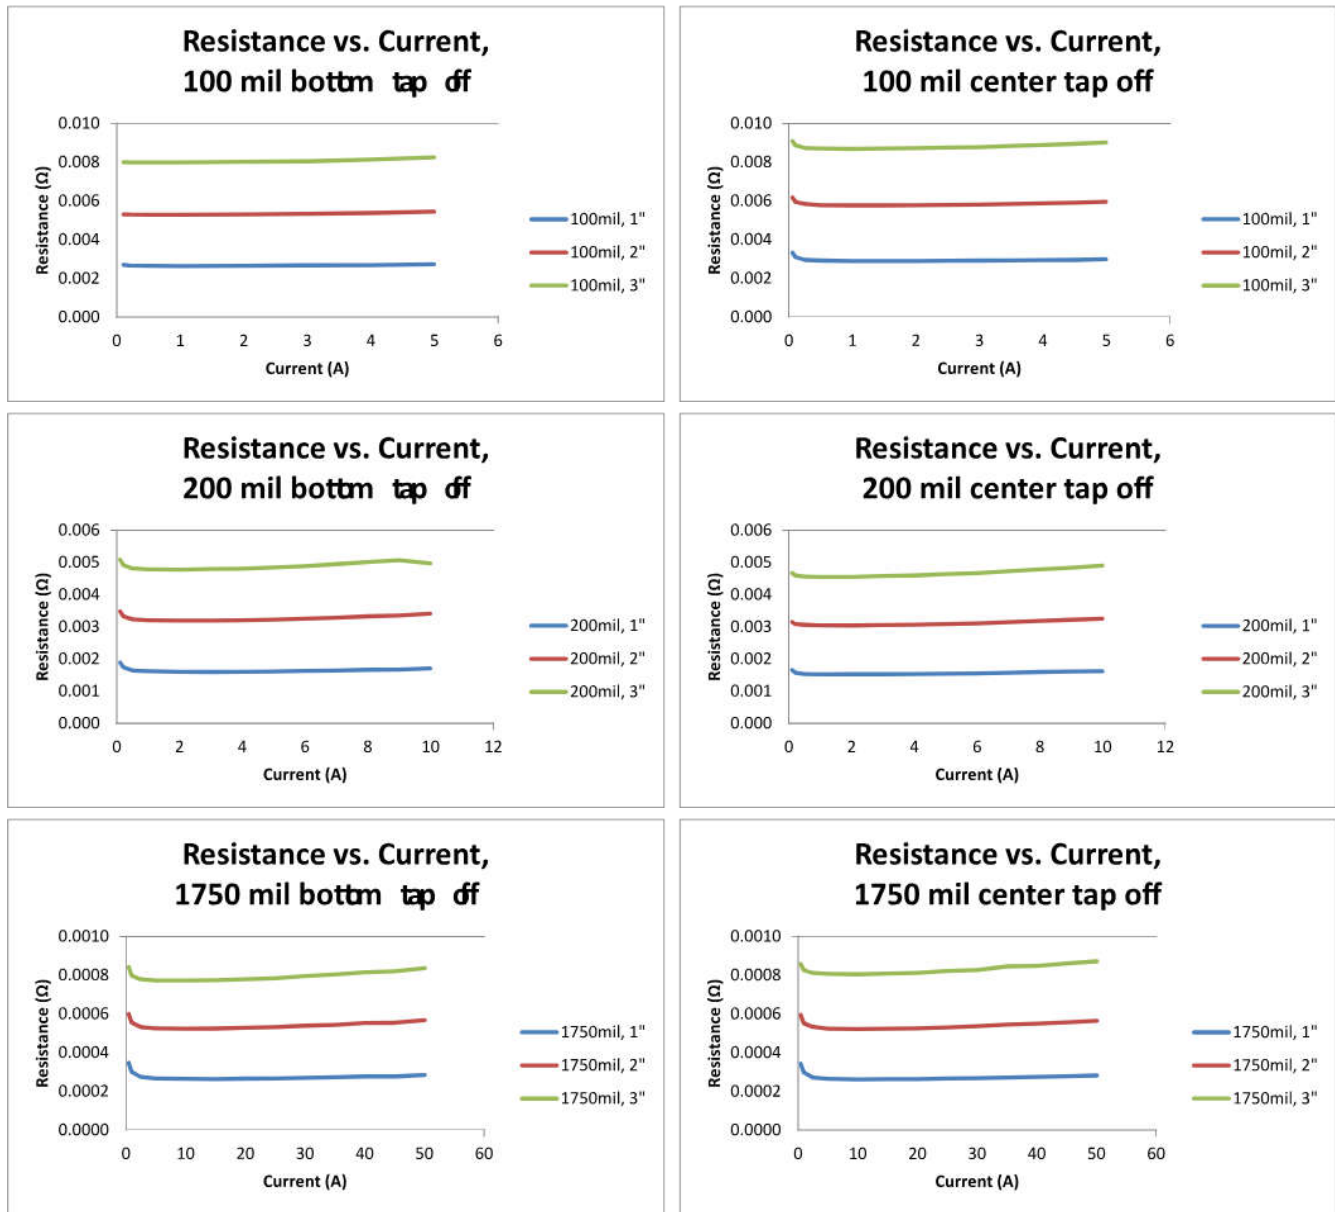 Resistance vs. Current,
100 mil bottom tap off
0.010
0.008
0.006
0.004
0.002
0.000
Resistance (Ω)
0 1 2 3 4 5 6
Current (A)
100mil, 1"
100mil, 2"
100mil, 3"
Resistance vs. Current,
100 mil center tap off
0.010
0.008
0.006
0.004
0.002
0.000
Resistance (Ω)
0 1 2 3 4 5 6
Current (A)
100mil, 1"
100mil, 2"
100mil, 3"
Resistance vs. Current,
200 mil bottom tap off
0.006
0.005
0.004
0.003
0.002
0.001
0.000
Resistance (Ω)
0 2 4 6 8 10 12
Current (A)
200mil, 1"
200mil, 2"
200mil, 3"
Resistance vs. Current,
200 mil center tap off
0.006
0.005
0.004
0.003
0.002
0.001
0.000
Resistance (Ω)
0 2 4 6 8 10 12
Current (A)
200mil, 1"
200mil, 2"
200mil, 3"
Resistance vs. Current,
1750 mil bottom tap off
0.0010
0.0008
0.0006
0.0004
0.0002
0.0000
Resistance (Ω)
0 10 20 30 40 50 60
Current (A)
1750mil, 1"
1750mil, 2"
1750mil, 3"
Resistance vs. Current,
1750 mil center tap off
0.0010
0.0008
0.0006
0.0004
0.0002
0.0000
Resistance (Ω)
0 10 20 30 40 50 60
Current (A)
1750mil, 1"
1750mil, 2"
1750mil, 3"